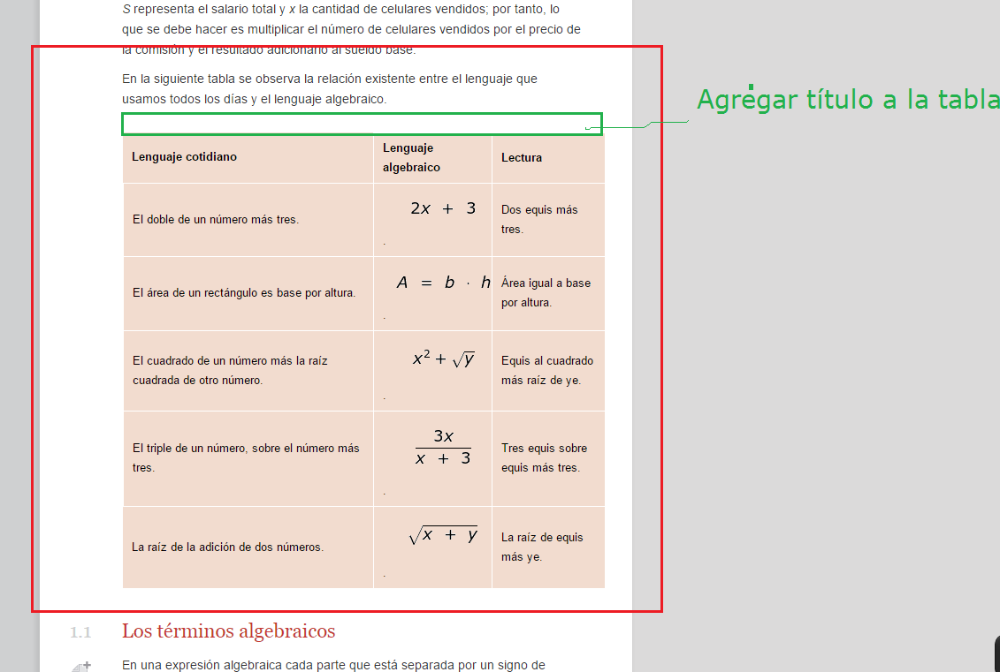 S representa el salario total y x la cantidad de celulares vendidos; por tanto, lo
que se debe hacer es multiplicar el número de celulares vendidos por el precio de
la comisión y el resultado adicionarlo al sueldo base.
En la siguiente tabla se observa la relación existente entre el lenguaje que
usamos todos los días y el lenguaje algebraico.
Agregar título a la tabla
Lenguaje cotidiano
Lenguaje
algebraico
Lectura
El doble de un número más tres.
2x + 3
.
Dos equis más
tres.
El área de un rectángulo es base por altura.
A = b · h
.
Área igual a base
por altura.
El cuadrado de un número más la raíz
cuadrada de otro número.
x² + √y
.
Equis al cuadrado
más raíz de ye.
El triple de un número, sobre el número más
tres.
3x
x + 3
.
Tres equis sobre
equis más tres.
La raíz de la adición de dos números.
√x + y
.
La raíz de equis
más ye.
1.1 Los términos algebraicos
En una expresión algebraica cada parte que está separada por un signo de